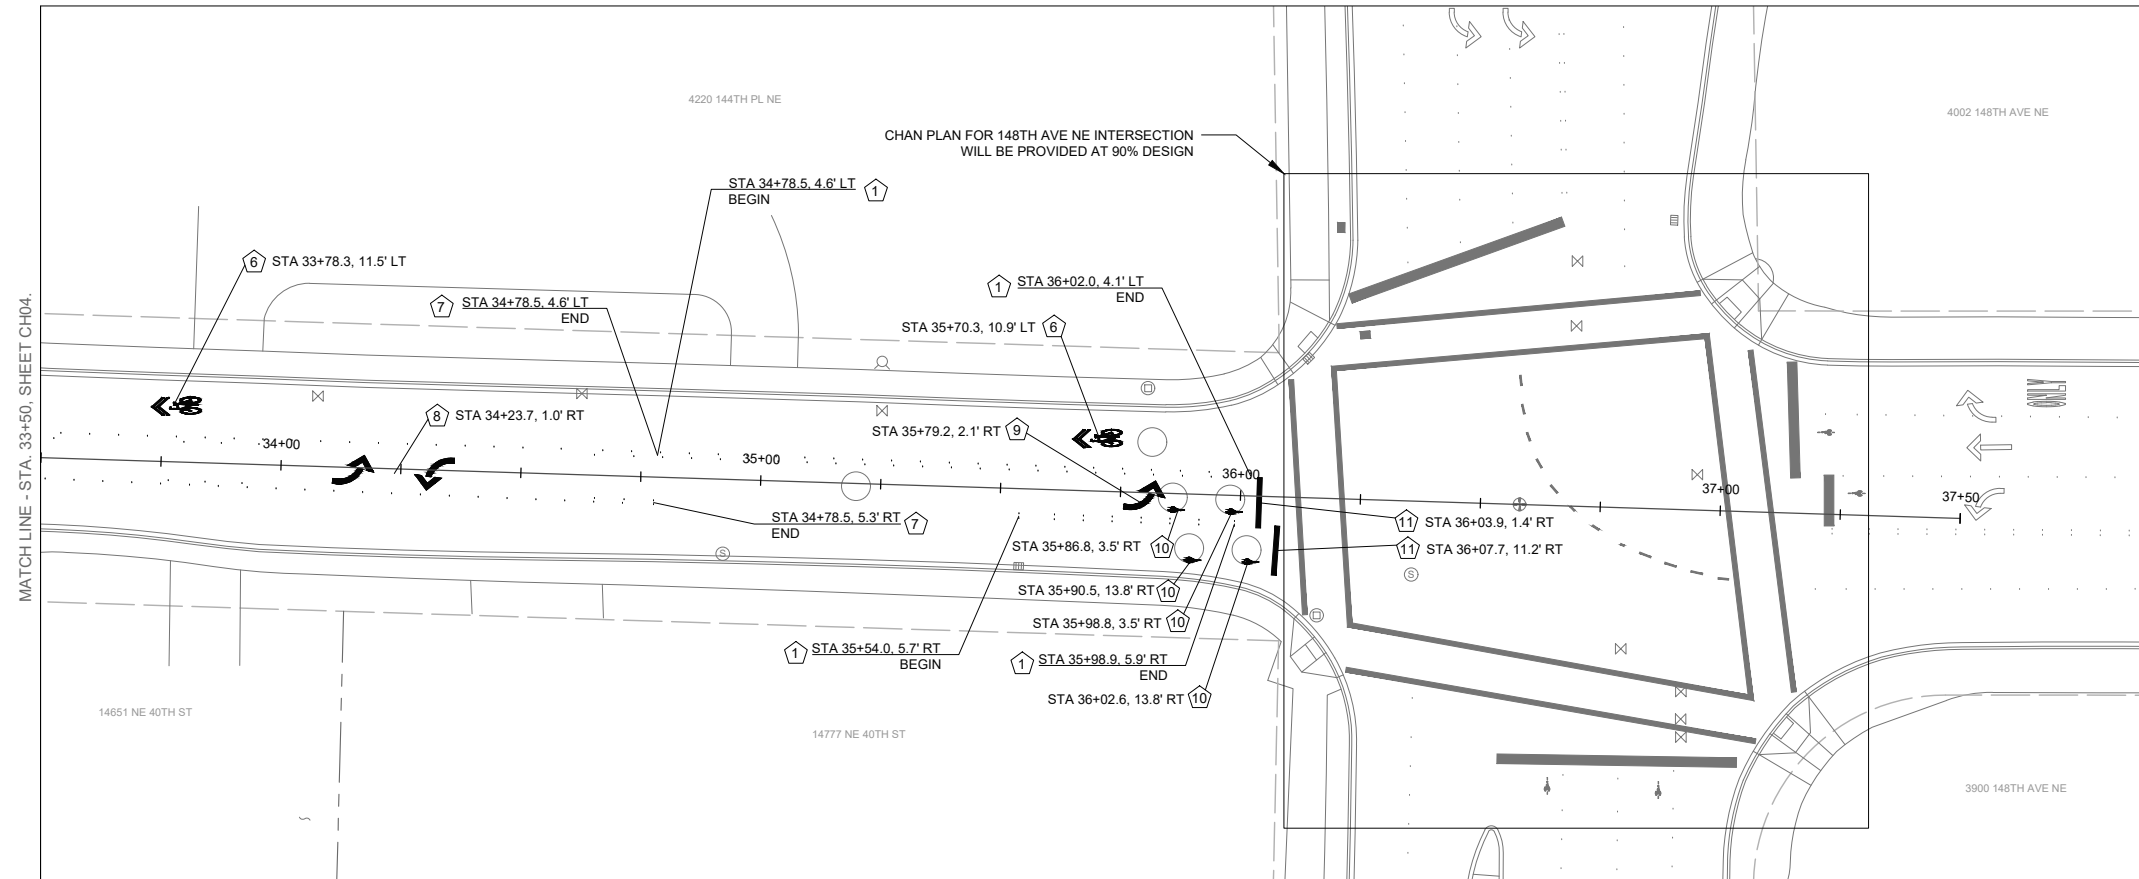 4220 144TH PL NE
4002 148TH AVE NE
CHAN PLAN FOR 148TH AVE NE INTERSECTION
WILL BE PROVIDED AT 90% DESIGN
STA 34+78.5, 4.6' LT 1
BEGIN
6 STA 33+78.3, 11.5' LT
7 STA 34+78.5, 4.6' LT
END
1 STA 36+02.0, 4.1' LT
END
STA 35+70.3, 10.9' LT 6
MATCH LINE - STA. 33+50, SHEET CH04.
8 STA 34+23.7, 1.0' RT
STA 35+79.2, 2.1' RT 9
ONLY
34+00
35+00
36+00
37+00
37+50
STA 34+78.5, 5.3' RT 7
END
11 STA 36+03.9, 1.4' RT
STA 35+86.8, 3.5' RT 10
11 STA 36+07.7, 11.2' RT
S
S
STA 35+90.5, 13.8' RT 10
STA 35+98.8, 3.5' RT 10
1 STA 35+54.0, 5.7' RT
BEGIN
1 STA 35+98.9, 5.9' RT
END
STA 36+02.6, 13.8' RT 10
14651 NE 40TH ST
14777 NE 40TH ST
3900 148TH AVE NE